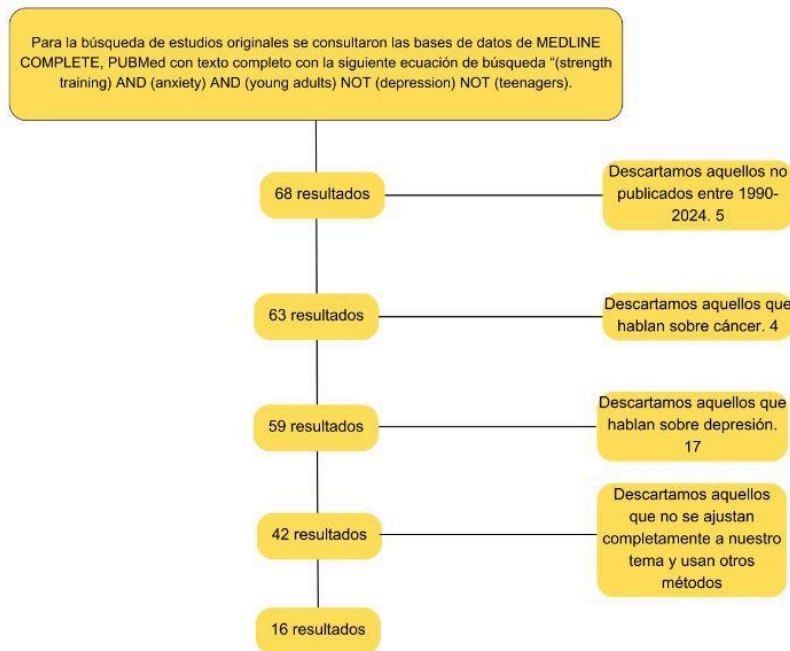 Para la búsqueda de estudios originales se consultaron las bases de datos de MEDLINE
COMPLETE, PUBMed con texto completo con la siguiente ecuación de búsqueda “(strength
training) AND (anxiety) AND (young adults) NOT (depression) NOT (teenagers).
68 resultados
Descartamos aquellos no
publicados entre 1990-
2024. 5
63 resultados
Descartamos aquellos que
hablan sobre cáncer. 4
59 resultados
Descartamos aquellos que
hablan sobre depresión.
17
42 resultados
Descartamos aquellos
que no se ajustan
completamente a nuestro
tema y usan otros
métodos
16 resultados